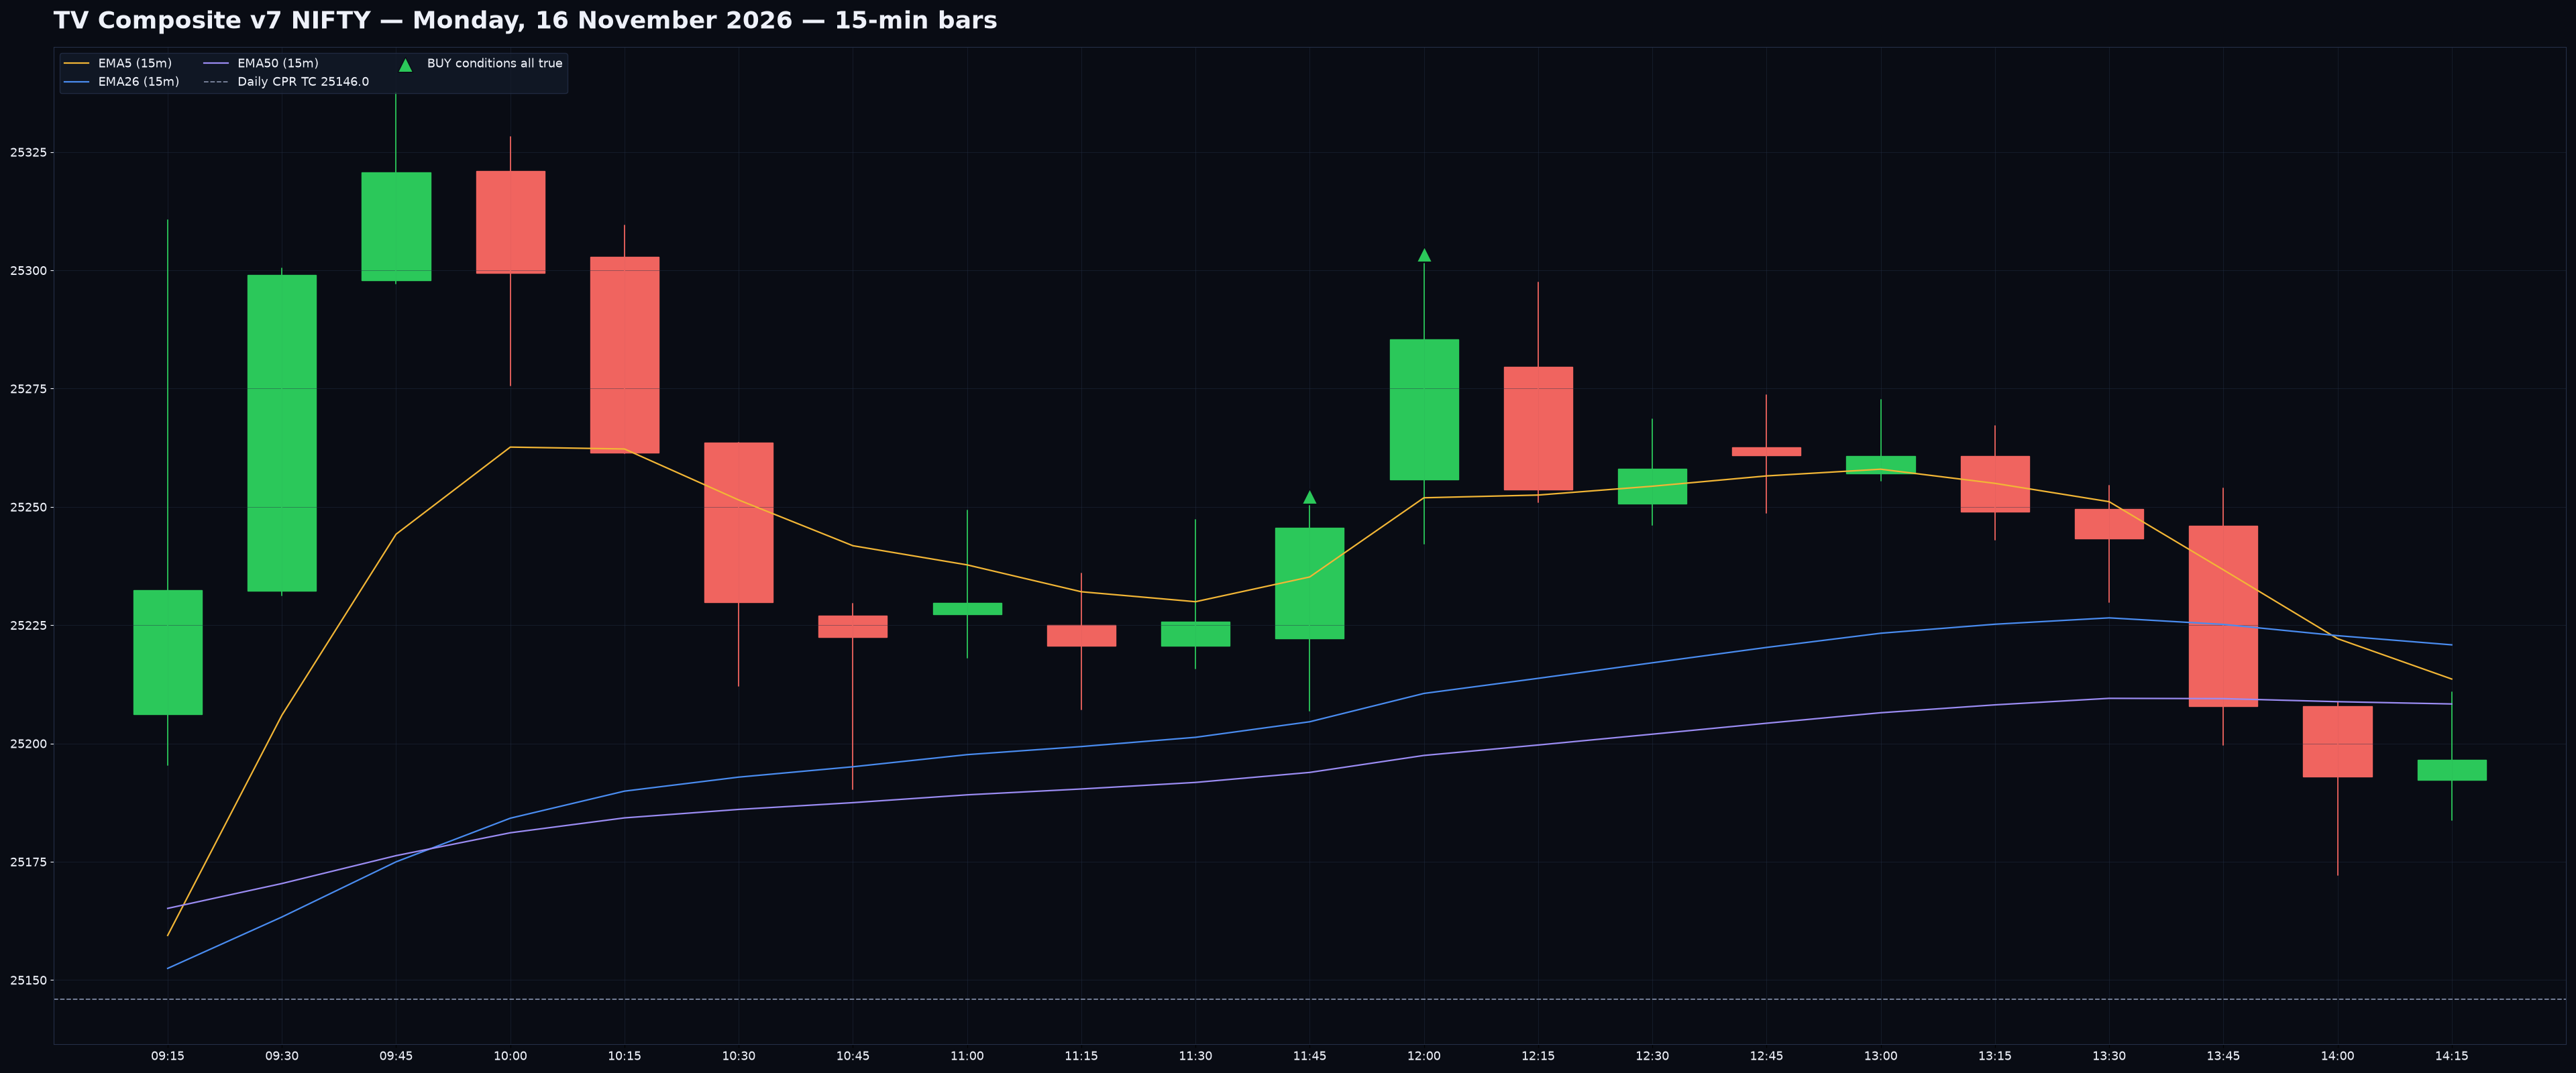 TV Composite v7 NIFTY — Monday, 16 November 2026 — 15-min bars
EMA5 (15m) EMA50 (15m) BUY conditions all true
EMA26 (15m) Daily CPR TC 25146.0
25325
25300
25275
25250
25225
25200
25175
25150
09:15 09:30 09:45 10:00 10:15 10:30 10:45 11:00 11:15 11:30 11:45 12:00 12:15 12:30 12:45 13:00 13:15 13:30 13:45 14:00 14:15